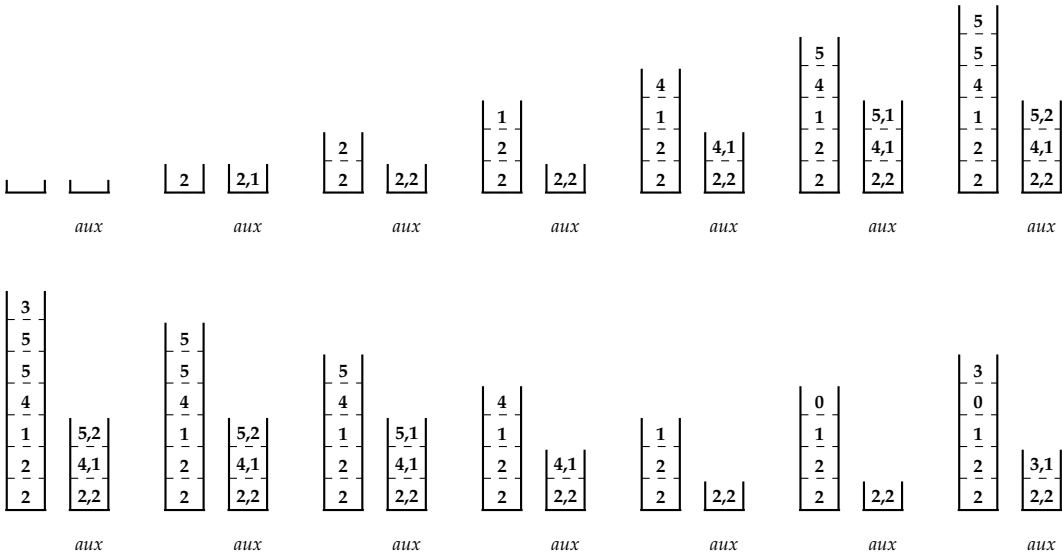 5
5 5
4 4 4
1 1 1 5,1 1 5,2
2 2 2 4,1 2 4,1 2 4,1
2 2,1 2 2,2 2 2,2 2 2,2 2 2,2 2 2,2
aux aux aux aux aux aux aux
3
5 5
5 5 5 3
4 4 4 4 0 0
1 5,2 1 5,2 1 5,1 1 1 1 1
2 4,1 2 4,1 2 4,1 2 4,1 2 2 2 3,1
2 2,2 2 2,2 2 2,2 2 2,2 2 2,2 2 2,2 2 2,2
aux aux aux aux aux aux aux